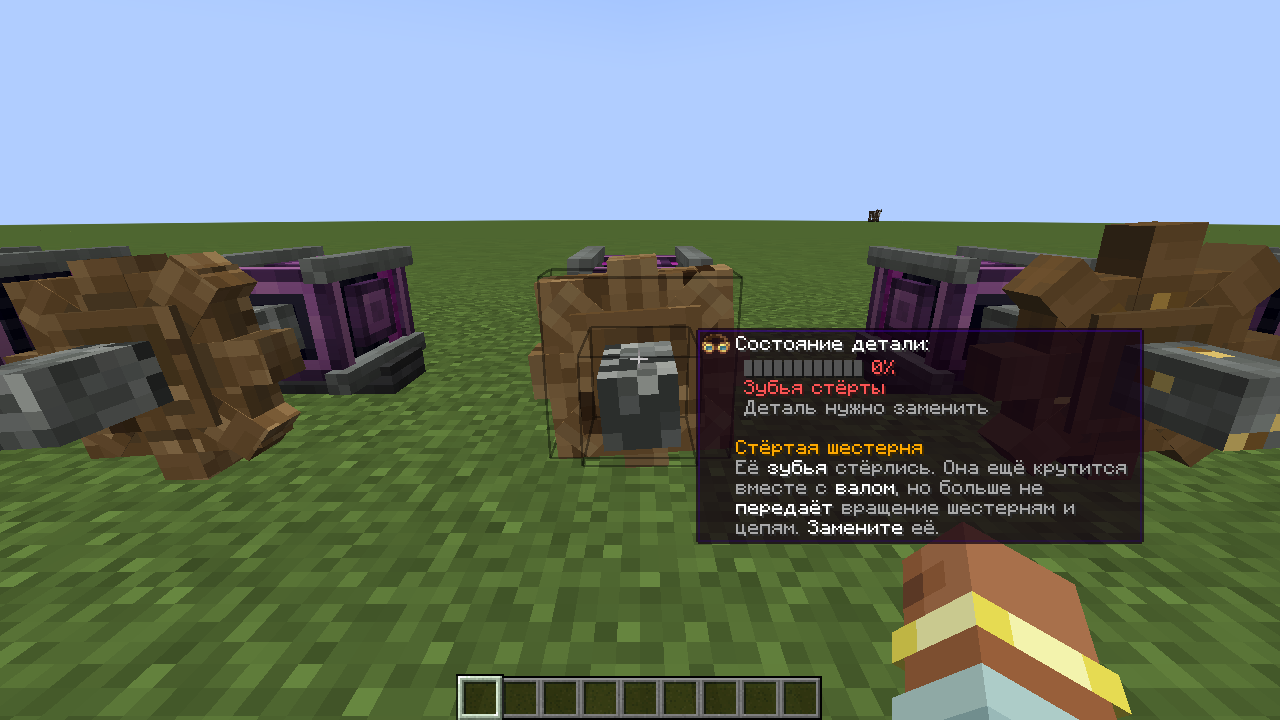 Состояние детали:
0%
Зубья стёрты
Деталь нужно заменить
Стёртая шестерня
Её зубья стёрлись. Она ещё крутится
вместе с валом, но больше не
передаёт вращение шестерням и
цепям. Замените её.